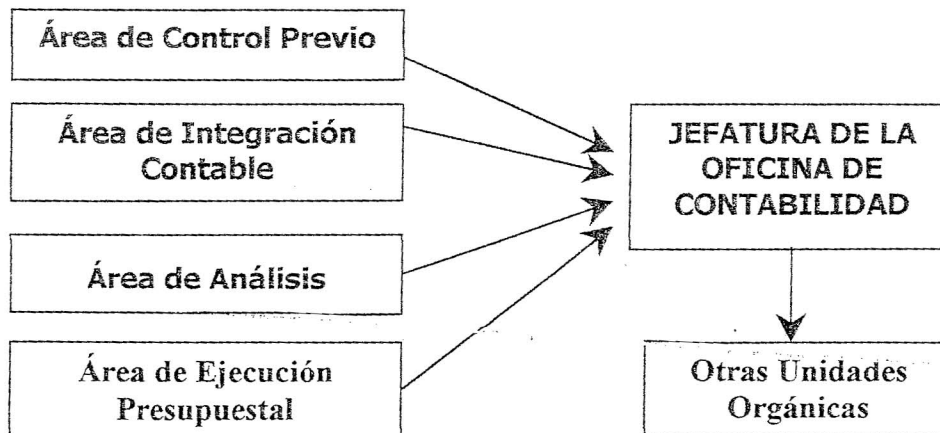 Área de Control Previo
Área de Integración
Contable
Área de Análisis
Área de Ejecución
Presupuestal
JEFATURA DE LA
OFICINA DE
CONTABILIDAD
Otras Unidades
Orgánicas